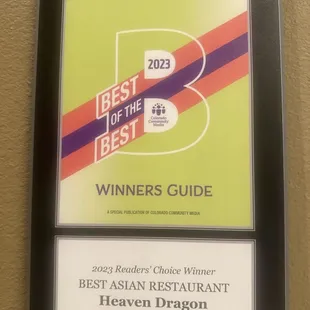 2023
BEST
OF THE
BEST
Colorado
Community
Media
WINNERS GUIDE
A SPECIAL PUBLICATION OF COLORADO COMMUNITY MEDIA
2023 Readers' Choice Winner
BEST ASIAN RESTAURANT
Heaven Dragon